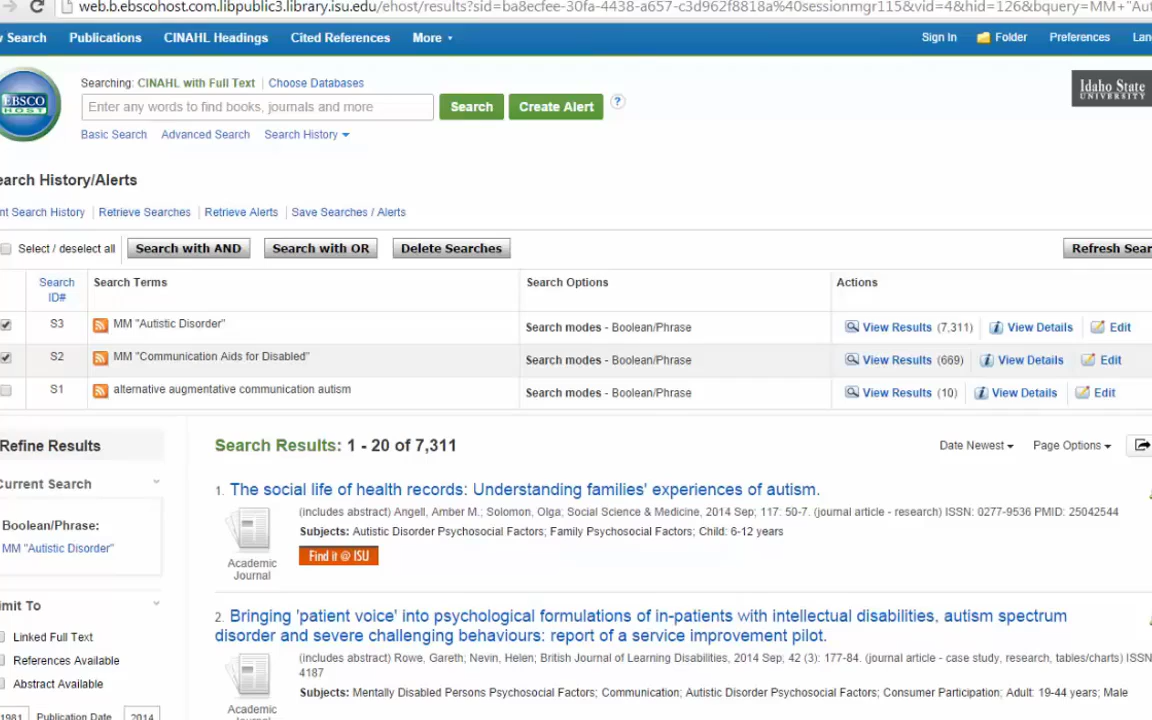 web.b.ebscohost.com.libpublic3.library.isu.edu/ehost/results?sid=ba8ecfee-30fa-4438-a657-c3d962f8818a%40sessionmgr115&vid=4&hid=126&bquery=MM+"Aut
Search Publications CINAHL Headings Cited References More Sign In Folder Preferences Lan
Searching: CINAHL with Full Text | Choose Databases
EBSCO HOST
Enter any words to find books, journals and more Search Create Alert ?
Idaho State UNIVERSITY
Basic Search Advanced Search Search History
earch History/Alerts
nt Search History | Retrieve Searches | Retrieve Alerts | Save Searches / Alerts
Select / deselect all Search with AND Search with OR Delete Searches Refresh Sear
Search ID# Search Terms Search Options Actions
S3 MM "Autistic Disorder" Search modes - Boolean/Phrase View Results (7,311) View Details Edit
S2 MM "Communication Aids for Disabled" Search modes - Boolean/Phrase View Results (669) View Details Edit
S1 alternative augmentative communication autism Search modes - Boolean/Phrase View Results (10) View Details Edit
Refine Results
Current Search
Boolean/Phrase:
MM "Autistic Disorder"
imit To
Linked Full Text
References Available
Abstract Available
1981 Publication Date 2014
Search Results: 1 - 20 of 7,311 Date Newest Page Options
1. The social life of health records: Understanding families' experiences of autism.
(includes abstract) Angell, Amber M.; Solomon, Olga; Social Science & Medicine, 2014 Sep; 117: 50-7. (journal article - research) ISSN: 0277-9536 PMID: 25042544
Subjects: Autistic Disorder Psychosocial Factors; Family Psychosocial Factors; Child: 6-12 years
Academic Journal
Find it @ ISU
2. Bringing 'patient voice' into psychological formulations of in-patients with intellectual disabilities, autism spectrum
disorder and severe challenging behaviours: report of a service improvement pilot.
(includes abstract) Rowe, Gareth; Nevin, Helen; British Journal of Learning Disabilities, 2014 Sep, 42 (3): 177-84. (journal article - case study, research, tables/charts) ISSN
4187
Subjects: Mentally Disabled Persons Psychosocial Factors; Communication; Autistic Disorder Psychosocial Factors; Consumer Participation; Adult: 19-44 years; Male
Academic